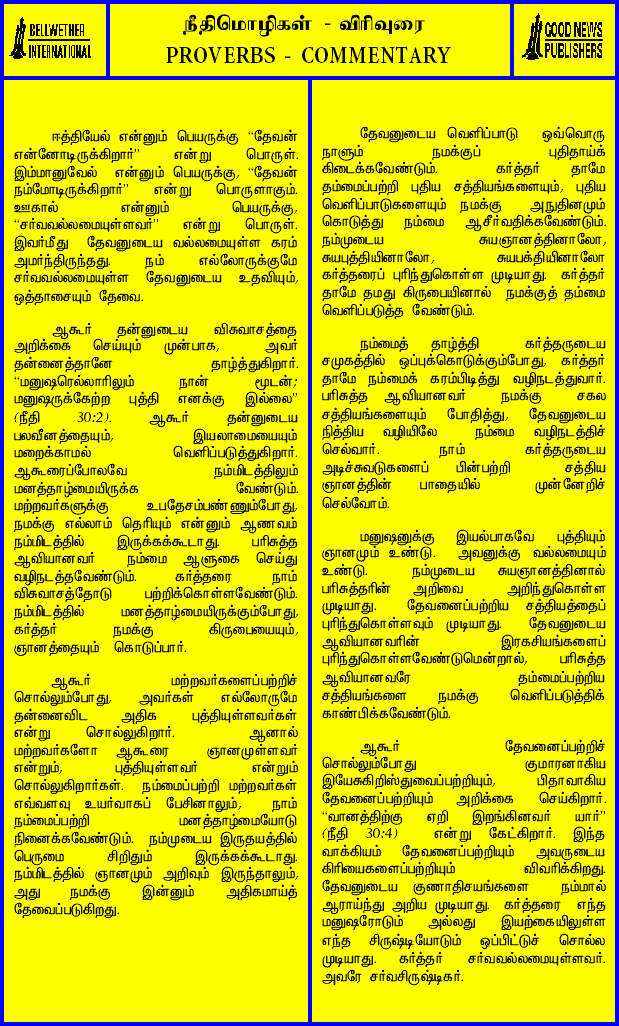 BELLWETHER
INTERNATIONAL
நீதிமொழிகள் - விரிவுரை
PROVERBS - COMMENTARY
GOOD NEWS
PUBLISHERS
ஈத்தியேல் என்னும் பெயருக்கு “தேவன்
என்னோடிருக்கிறார்” என்று பொருள்.
இம்மானுவேல் என்னும் பெயருக்கு, “தேவன்
நம்மோடிருக்கிறார்” என்று பொருளாகும்.
ஊகால் என்னும் பெயருக்கு,
“சர்வவல்லமையுள்ளவர்” என்று பொருள்.
இவர்மீது தேவனுடைய வல்லமையுள்ள கரம்
அமர்ந்திருந்தது. நம் எல்லோருக்குமே
சர்வவல்லமையுள்ள தேவனுடைய உதவியும்,
ஒத்தாசையும் தேவை.
ஆகூர் தன்னுடைய விசுவாசத்தை
அறிக்கை செய்யும் முன்பாக, அவர்
தன்னைத்தானே தாழ்த்துகிறார்.
“மனுஷரெல்லாரிலும் நான் மூடன்;
மனுஷருக்கேற்ற புத்தி எனக்கு இல்லை”
(நீதி 30:2). ஆகூர் தன்னுடைய
பலவீனத்தையும், இயலாமையையும்
மறைக்காமல் வெளிப்படுத்துகிறார்.
ஆகூரைப்போலவே நம்மிடத்திலும்
மனத்தாழ்மையிருக்க வேண்டும்.
மற்றவர்களுக்கு உபதேசம்பண்ணும்போது,
நமக்கு எல்லாம் தெரியும் என்னும் ஆணவம்
நம்மிடத்தில் இருக்கக்கூடாது. பரிசுத்த
ஆவியானவர் நம்மை ஆளுகை செய்து
வழிநடத்தவேண்டும். கர்த்தரை நாம்
விசுவாசத்தோடு பற்றிக்கொள்ளவேண்டும்.
நம்மிடத்தில் மனத்தாழ்மையிருக்கும்போது,
கர்த்தர் நமக்கு கிருபையையும்,
ஞானத்தையும் கொடுப்பார்.
ஆகூர் மற்றவர்களைப்பற்றிச்
சொல்லும்போது, அவர்கள் எல்லோருமே
தன்னைவிட அதிக புத்தியுள்ளவர்கள்
என்று சொல்லுகிறார். ஆனால்
மற்றவர்களோ ஆகூரை ஞானமுள்ளவர்
என்றும், புத்தியுள்ளவர் என்றும்
சொல்லுகிறார்கள். நம்மைப்பற்றி மற்றவர்கள்
எவ்வளவு உயர்வாகப் பேசினாலும், நாம்
நம்மைப்பற்றி மனத்தாழ்மையோடு
நினைக்கவேண்டும். நம்முடைய இருதயத்தில்
பெருமை சிறிதும் இருக்கக்கூடாது.
நம்மிடத்தில் ஞானமும் அறிவும் இருந்தாலும்,
அது நமக்கு இன்னும் அதிகமாய்த்
தேவைப்படுகிறது.
தேவனுடைய வெளிப்பாடு ஒவ்வொரு
நாளும் நமக்குப் புதிதாய்க்
கிடைக்கவேண்டும். கர்த்தர் தாமே
தம்மைப்பற்றி புதிய சத்தியங்களையும், புதிய
வெளிப்பாடுகளையும் நமக்கு அநுதினமும்
கொடுத்து நம்மை ஆசீர்வதிக்கவேண்டும்.
நம்முடைய சுயஞானத்தினாலோ,
சுயபுத்தியினாலோ, சுயபக்தியினாலோ
கர்த்தரைப் புரிந்துகொள்ள முடியாது. கர்த்தர்
தாமே தமது கிருபையினால் நமக்குத் தம்மை
வெளிப்படுத்த வேண்டும்.
நம்மைத் தாழ்த்தி கர்த்தருடைய
சமுகத்தில் ஒப்புக்கொடுக்கும்போது, கர்த்தர்
தாமே நம்மைக் கரம்பிடித்து வழிநடத்துவார்.
பரிசுத்த ஆவியானவர் நமக்கு சகல
சத்தியங்களையும் போதித்து, தேவனுடைய
நித்திய வழியிலே நம்மை வழிநடத்திச்
செல்வார். நாம் கர்த்தருடைய
அடிச்சுவடுகளைப் பின்பற்றி சத்திய
ஞானத்தின் பாதையில் முன்னேறிச்
செல்வோம்.
மனுஷனுக்கு இயல்பாகவே புத்தியும்
ஞானமும் உண்டு. அவனுக்கு வல்லமையும்
உண்டு. நம்முடைய சுயஞானத்தினால்
பரிசுத்தரின் அறிவை அறிந்துகொள்ள
முடியாது. தேவனைப்பற்றிய சத்தியத்தைப்
புரிந்துகொள்ளவும் முடியாது. தேவனுடைய
ஆவியானவரின் இரகசியங்களைப்
புரிந்துகொள்ளவேண்டுமென்றால், பரிசுத்த
ஆவியானவரே தம்மைப்பற்றிய
சத்தியங்களை நமக்கு வெளிப்படுத்திக்
காண்பிக்கவேண்டும்.
ஆகூர் தேவனைப்பற்றிச்
சொல்லும்போது குமாரனாகிய
இயேசுகிறிஸ்துவைப்பற்றியும், பிதாவாகிய
தேவனைப்பற்றியும் அறிக்கை செய்கிறார்.
“வானத்திற்கு ஏறி இறங்கினவர் யார்”
(நீதி 30:4) என்று கேட்கிறார். இந்த
வாக்கியம் தேவனைப்பற்றியும் அவருடைய
கிரியைகளைப்பற்றியும் விவரிக்கிறது.
தேவனுடைய குணாதிசயங்களை நம்மால்
ஆராய்ந்து அறிய முடியாது. கர்த்தரை எந்த
மனுஷரோடும் அல்லது இயற்கையிலுள்ள
எந்த சிருஷ்டியோடும் ஒப்பிட்டுச் சொல்ல
முடியாது. கர்த்தர் சர்வவல்லமையுள்ளவர்.
அவரே சர்வசிருஷ்டிகர்.